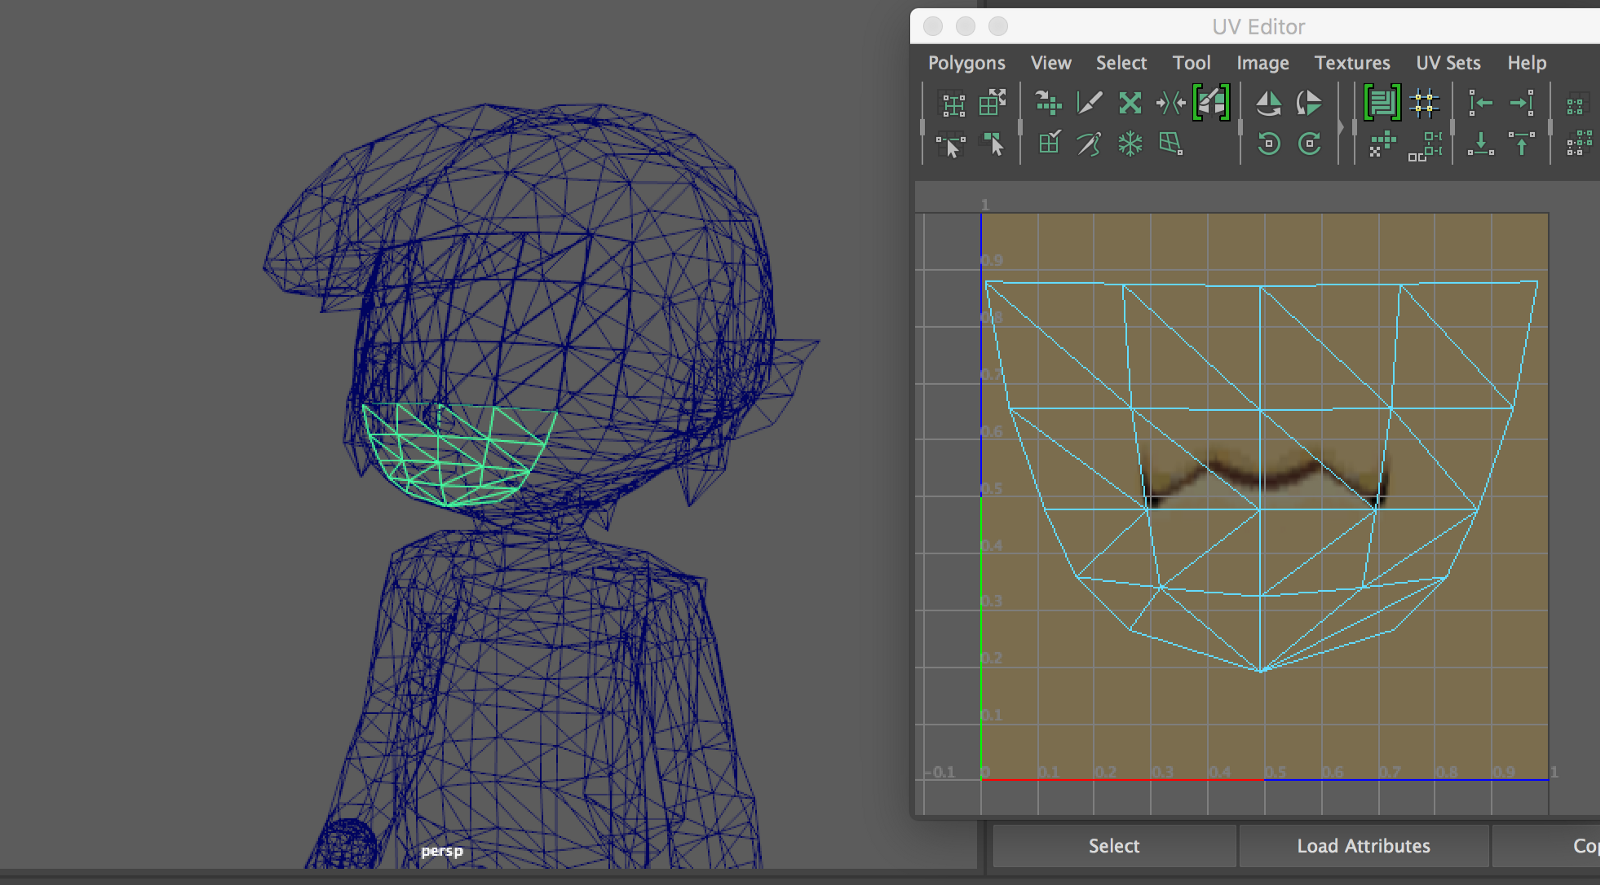 UV Editor
Polygons View Select Tool Image Textures UV Sets Help
1
0.9
0.8
0.7
0.6
0.5
0.4
0.3
0.2
0.1
-0.1 0 0.1 0.2 0.3 0.4 0.5 0.6 0.7 0.8 0.9 1
persp
Select Load Attributes Cop